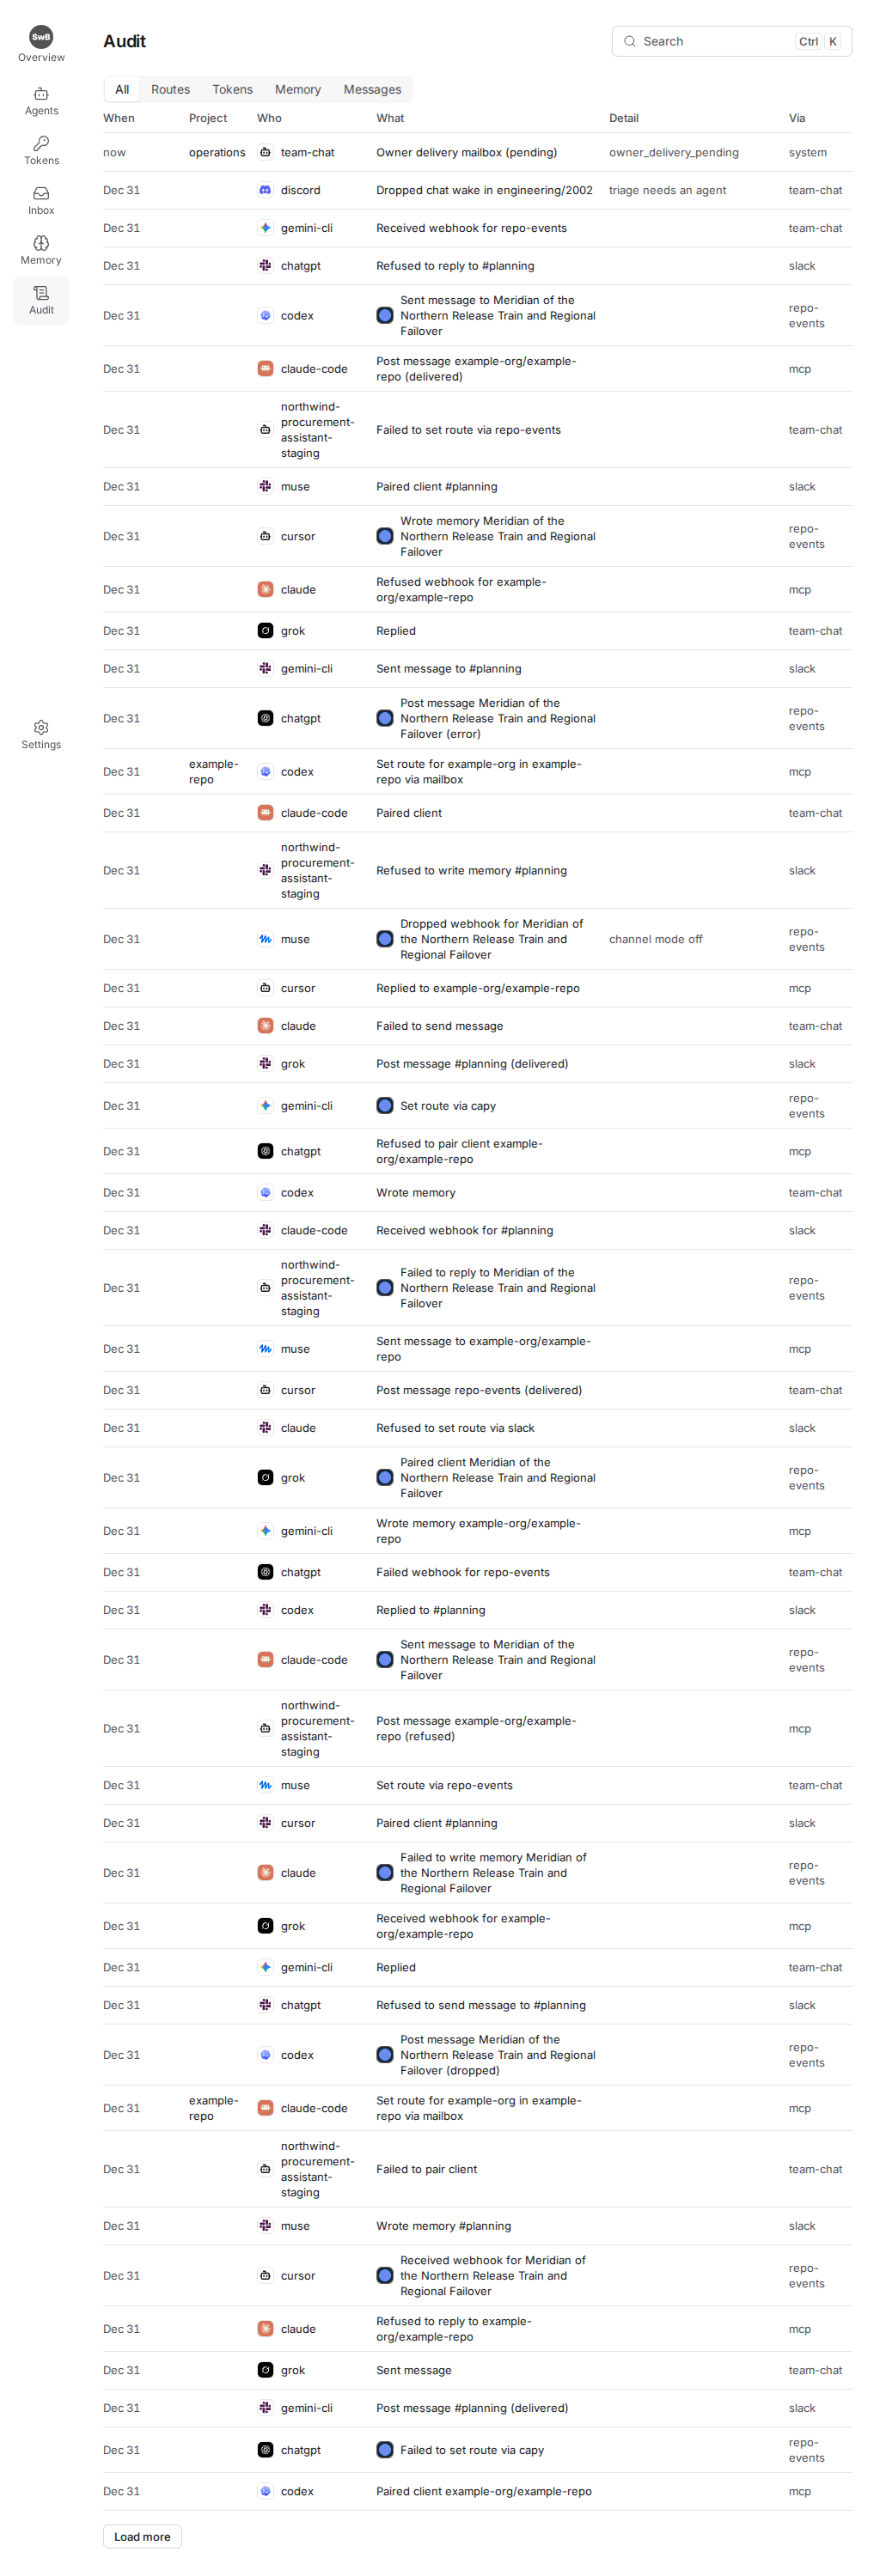 SwB
Overview
Agents
Tokens
Inbox
Memory
Audit
Settings
Audit
Search Ctrl K
All Routes Tokens Memory Messages
When Project Who What Detail Via
now operations team-chat Owner delivery mailbox (pending) owner_delivery_pending system
Dec 31 discord Dropped chat wake in engineering/2002 triage needs an agent team-chat
Dec 31 gemini-cli Received webhook for repo-events team-chat
Dec 31 chatgpt Refused to reply to #planning slack
Dec 31 codex Sent message to Meridian of the
Northern Release Train and Regional
Failover
repo-
events
Dec 31 claude-code Post message example-org/example-
repo (delivered)
mcp
Dec 31 northwind-
procurement-
assistant-
staging
Failed to set route via repo-events team-chat
Dec 31 muse Paired client #planning slack
Dec 31 cursor Wrote memory Meridian of the
Northern Release Train and Regional
Failover
repo-
events
Dec 31 claude Refused webhook for example-
org/example-repo
mcp
Dec 31 grok Replied team-chat
Dec 31 gemini-cli Sent message to #planning slack
Dec 31 chatgpt Post message Meridian of the
Northern Release Train and Regional
Failover (error)
repo-
events
Dec 31 example-
repo
codex Set route for example-org in example-
repo via mailbox
mcp
Dec 31 claude-code Paired client team-chat
Dec 31 northwind-
procurement-
assistant-
staging
Refused to write memory #planning slack
Dec 31 muse Dropped webhook for Meridian of
the Northern Release Train and
Regional Failover
channel mode off repo-
events
Dec 31 cursor Replied to example-org/example-repo mcp
Dec 31 claude Failed to send message team-chat
Dec 31 grok Post message #planning (delivered) slack
Dec 31 gemini-cli Set route via capy repo-
events
Dec 31 chatgpt Refused to pair client example-
org/example-repo
mcp
Dec 31 codex Wrote memory team-chat
Dec 31 claude-code Received webhook for #planning slack
Dec 31 northwind-
procurement-
assistant-
staging
Failed to reply to Meridian of the
Northern Release Train and Regional
Failover
repo-
events
Dec 31 muse Sent message to example-org/example-
repo
mcp
Dec 31 cursor Post message repo-events (delivered) team-chat
Dec 31 claude Refused to set route via slack slack
Dec 31 grok Paired client Meridian of the
Northern Release Train and Regional
Failover
repo-
events
Dec 31 gemini-cli Wrote memory example-org/example-
repo
mcp
Dec 31 chatgpt Failed webhook for repo-events team-chat
Dec 31 codex Replied to #planning slack
Dec 31 claude-code Sent message to Meridian of the
Northern Release Train and Regional
Failover
repo-
events
Dec 31 northwind-
procurement-
assistant-
staging
Post message example-org/example-
repo (refused)
mcp
Dec 31 muse Set route via repo-events team-chat
Dec 31 cursor Paired client #planning slack
Dec 31 claude Failed to write memory Meridian of
the Northern Release Train and
Regional Failover
repo-
events
Dec 31 grok Received webhook for example-
org/example-repo
mcp
Dec 31 gemini-cli Replied team-chat
Dec 31 chatgpt Refused to send message to #planning slack
Dec 31 codex Post message Meridian of the
Northern Release Train and Regional
Failover (dropped)
repo-
events
Dec 31 example-
repo
claude-code Set route for example-org in example-
repo via mailbox
mcp
Dec 31 northwind-
procurement-
assistant-
staging
Failed to pair client team-chat
Dec 31 muse Wrote memory #planning slack
Dec 31 cursor Received webhook for Meridian of
the Northern Release Train and
Regional Failover
repo-
events
Dec 31 claude Refused to reply to example-
org/example-repo
mcp
Dec 31 grok Sent message team-chat
Dec 31 gemini-cli Post message #planning (delivered) slack
Dec 31 chatgpt Failed to set route via capy repo-
events
Dec 31 codex Paired client example-org/example-repo mcp
Load more